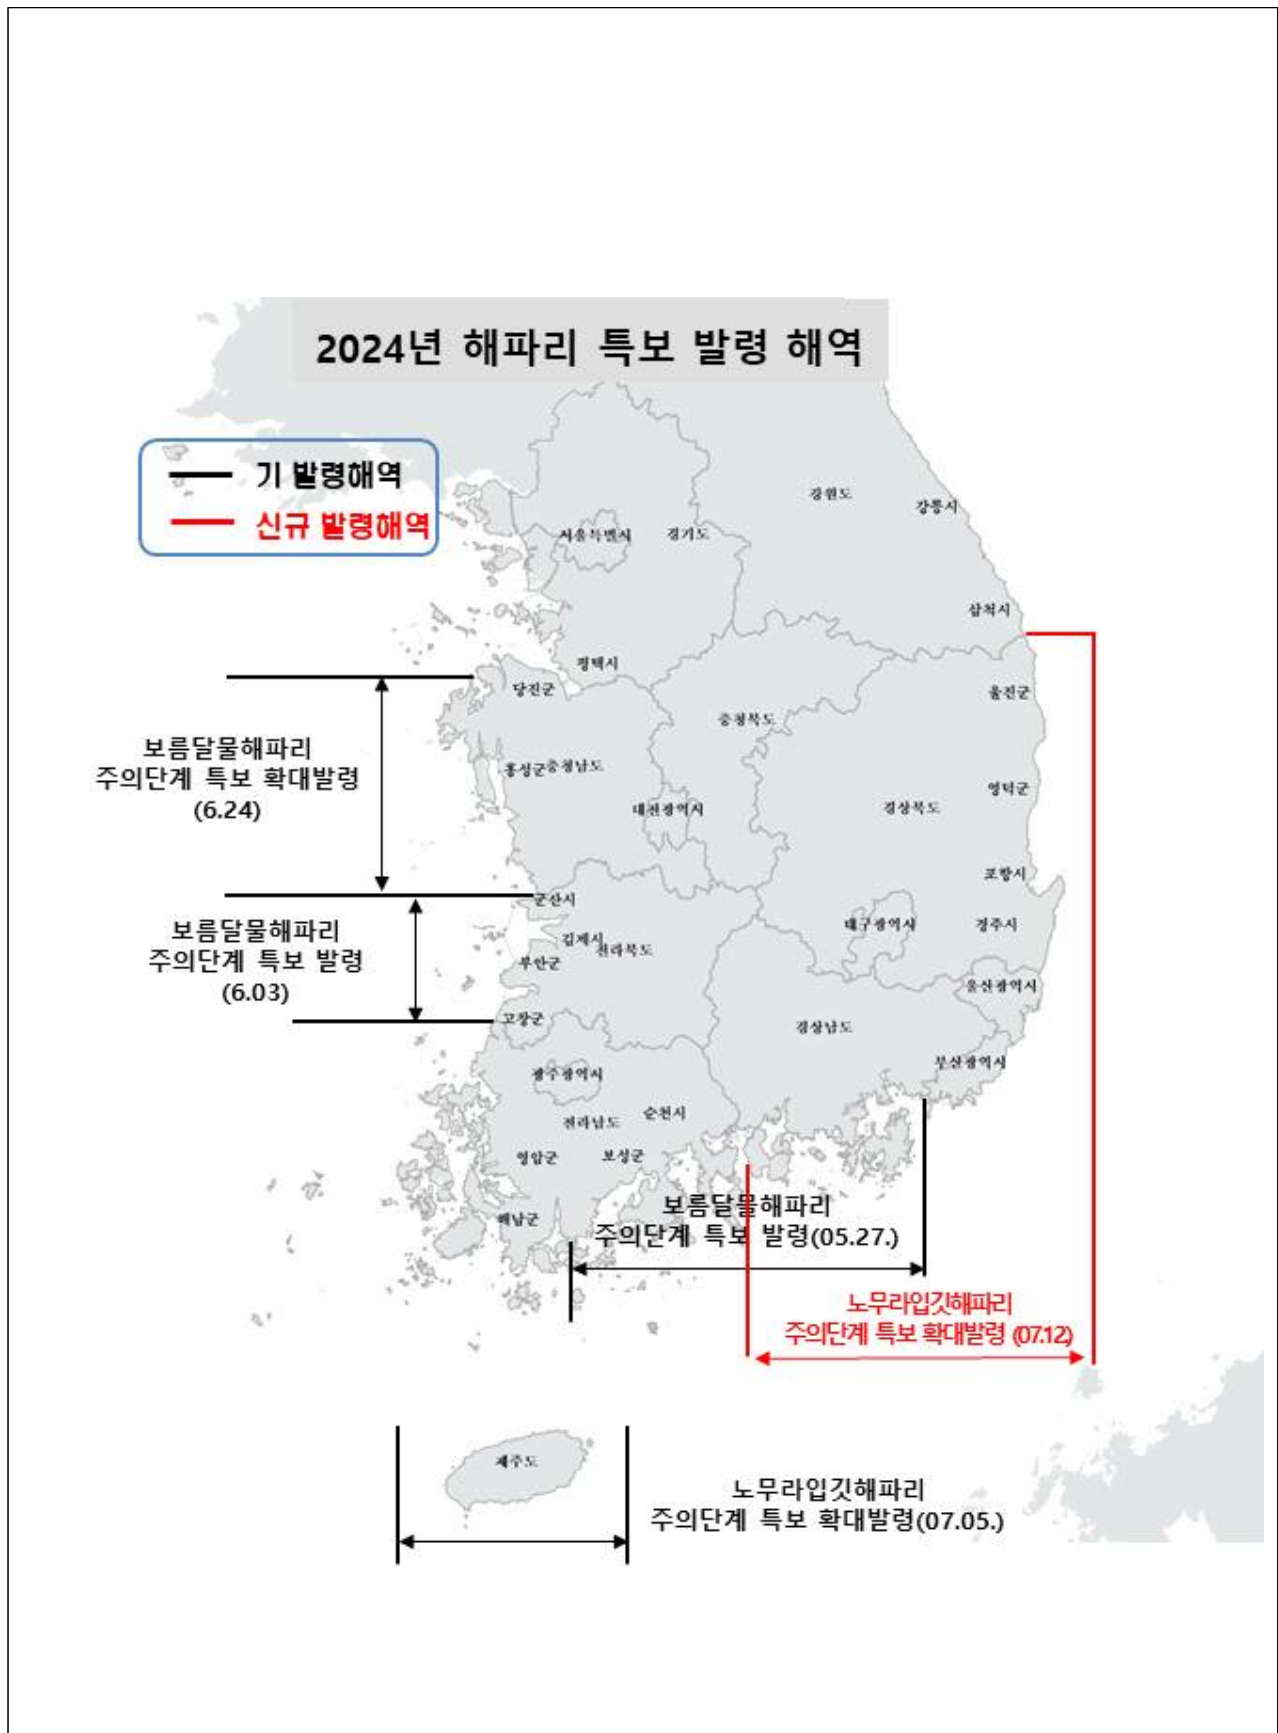 2024년 해파리 특보 발령 해역
기 발령해역
신규 발령해역
강원도
강릉시
서울특별시
경기도
삼척시
평택시
당진군
울진군
충청북도
보름달물해파리
주의단계 특보 확대발령
(6.24)
홍성군
충청남도
영덕군
대전광역시
경상북도
포항시
군산시
대구광역시
경주시
보름달물해파리
주의단계 특보 발령
(6.03)
김제시
전라북도
부안군
울산광역시
고창군
경상남도
부산광역시
광주광역시
순천시
전라남도
영암군
보성군
해남군
보름달물해파리
주의단계 특보 발령(05.27.)
노무라입깃해파리
주의단계 특보 확대발령 (07.12)
제주도
노무라입깃해파리
주의단계 특보 확대발령(07.05.)